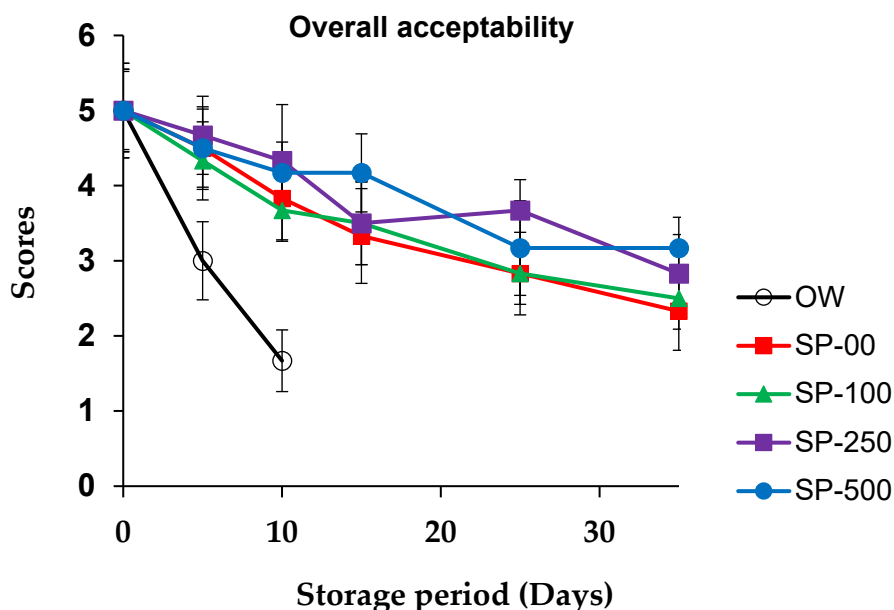 Overall acceptability
6
5
4
3
2
1
0
Scores
0 10 20 30
Storage period (Days)
OW
SP-00
SP-100
SP-250
SP-500